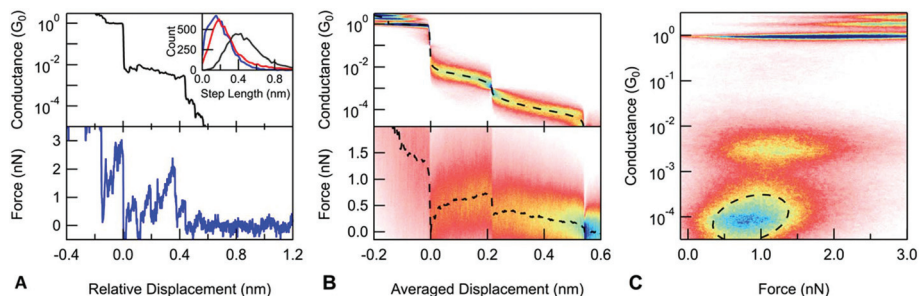 Conductance (G0)
10^0
10^-2
10^-4
Count
500
250
0
0.0 0.4 0.8
Step Length (nm)
Force (nN)
3
2
1
0
-0.4 0.0 0.4 0.8 1.2
A Relative Displacement (nm)
Conductance (G0)
10^0
10^-2
10^-4
Force (nN)
1.5
1.0
0.5
0.0
-0.2 0.0 0.2 0.4 0.6
B Averaged Displacement (nm)
Conductance (G0)
10^0
10^-1
10^-2
10^-3
10^-4
0.0 1.0 2.0 3.0
C Force (nN)